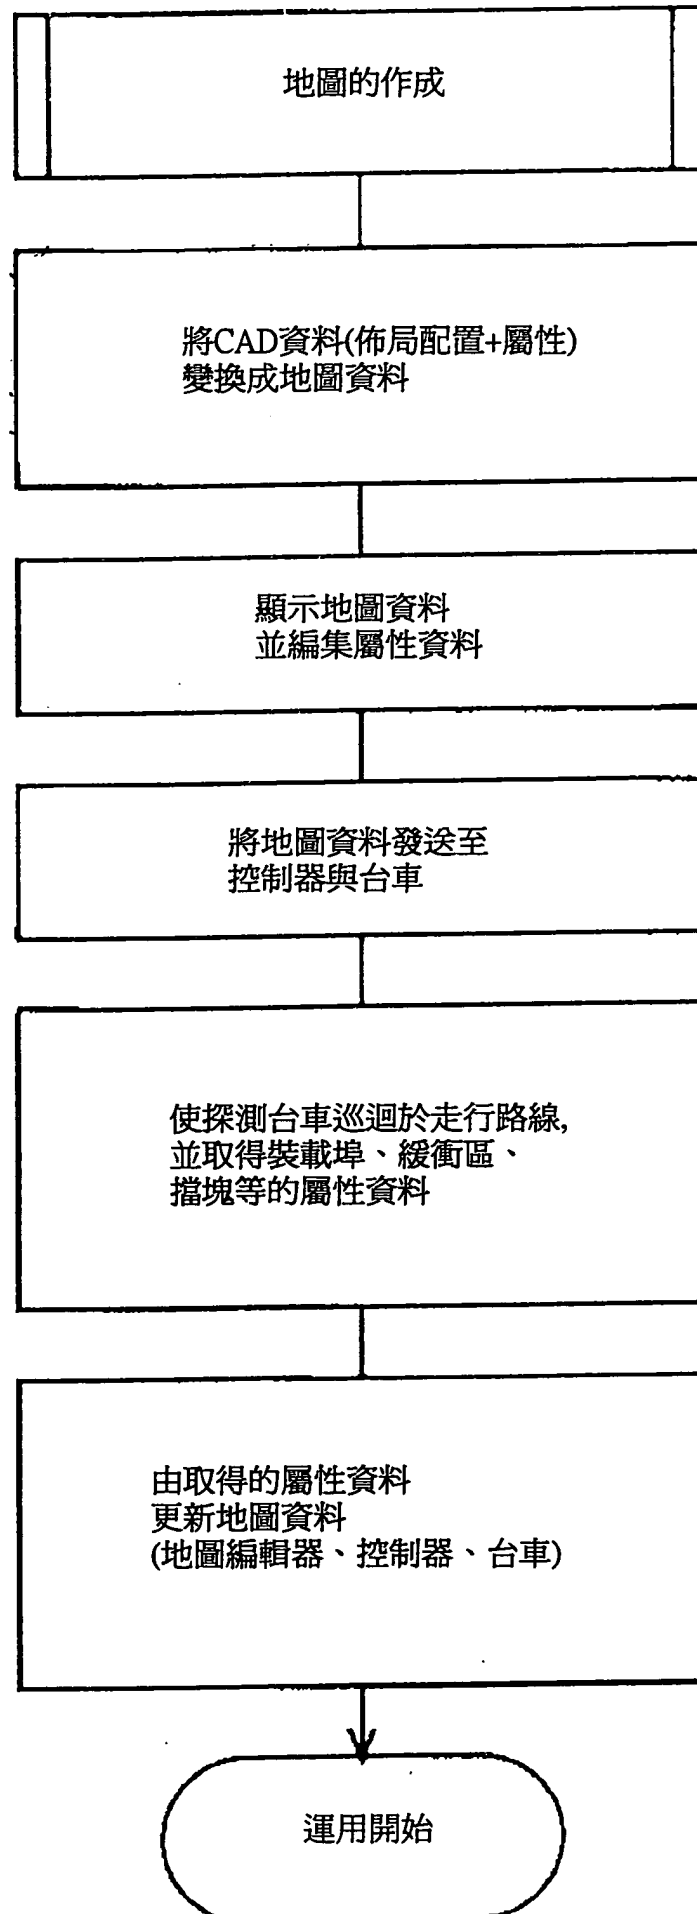 地圖的作成
將CAD資料(佈局配置+屬性)
變換成地圖資料
顯示地圖資料
並編集屬性資料
將地圖資料發送至
控制器與台車
使探測台車巡迴於走行路線,
並取得裝載埠、緩衝區、
擋塊等的屬性資料
由取得的屬性資料
更新地圖資料
(地圖編輯器、控制器、台車)
運用開始